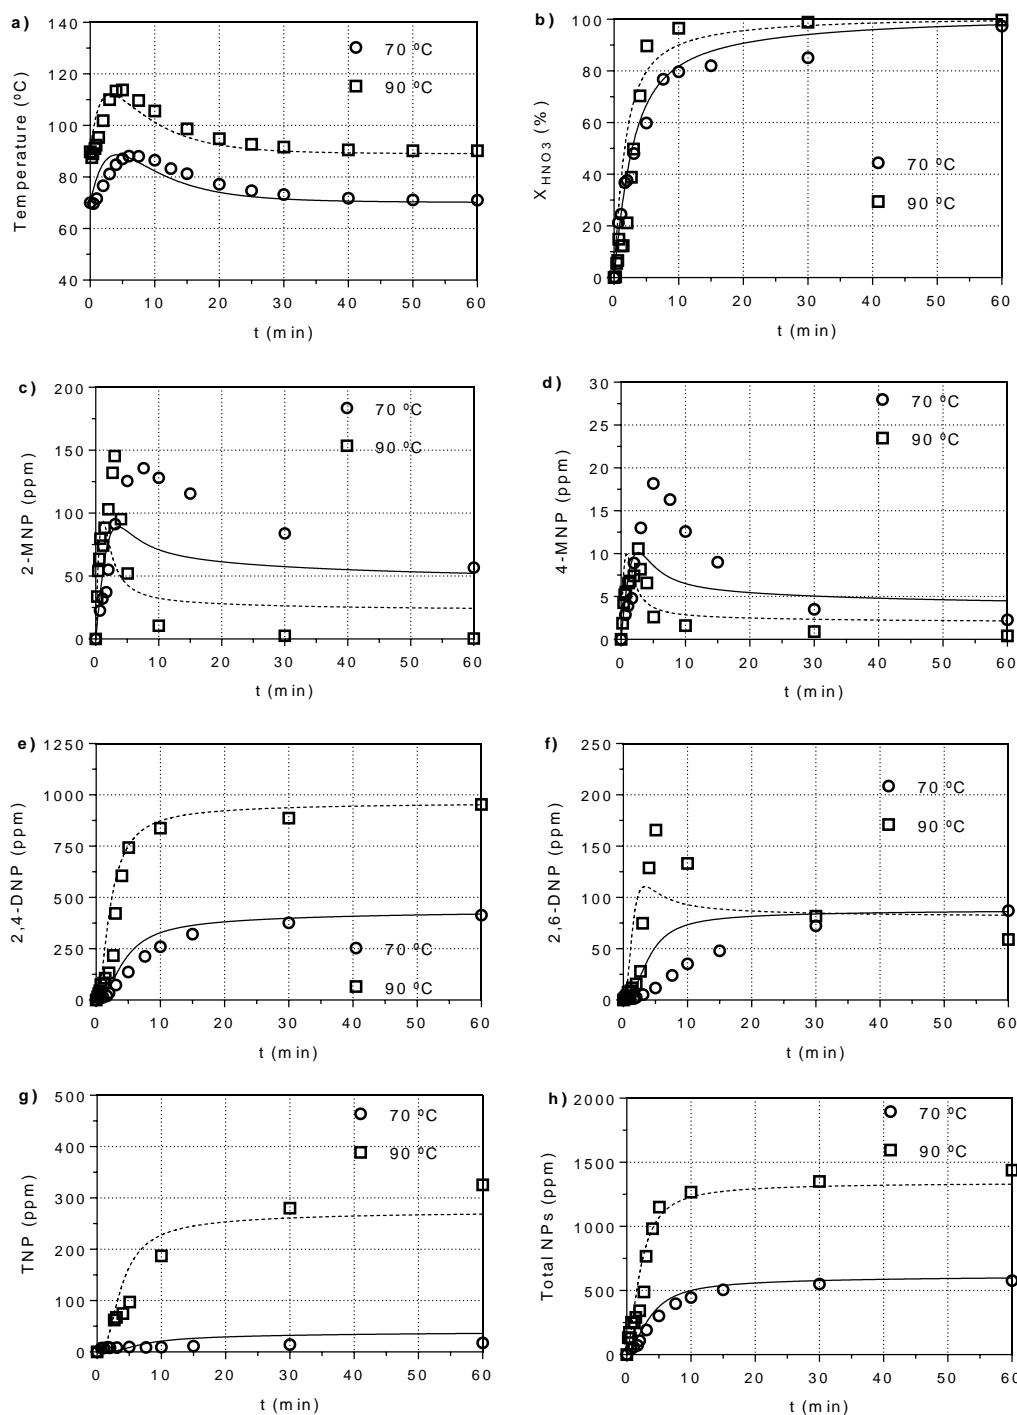 a)
Temperature (ºC)
140
120
100
80
60
40
0 10 20 30 40 50 60
t (min)
70 ºC
90 ºC
b)
X HNO3 (%)
100
80
60
40
20
0
0 10 20 30 40 50 60
t (min)
70 ºC
90 ºC
c)
2-MNP (ppm)
200
150
100
50
0
0 10 20 30 40 50 60
t (min)
70 ºC
90 ºC
d)
4-MNP (ppm)
30
25
20
15
10
5
0
0 10 20 30 40 50 60
t (min)
70 ºC
90 ºC
e)
2,4-DNP (ppm)
1250
1000
750
500
250
0
0 10 20 30 40 50 60
t (min)
70 ºC
90 ºC
f)
2,6-DNP (ppm)
250
200
150
100
50
0
0 10 20 30 40 50 60
t (min)
70 ºC
90 ºC
g)
TNP (ppm)
500
400
300
200
100
0
0 10 20 30 40 50 60
t (min)
70 ºC
90 ºC
h)
Total NPs (ppm)
2000
1500
1000
500
0
0 10 20 30 40 50 60
t (min)
70 ºC
90 ºC